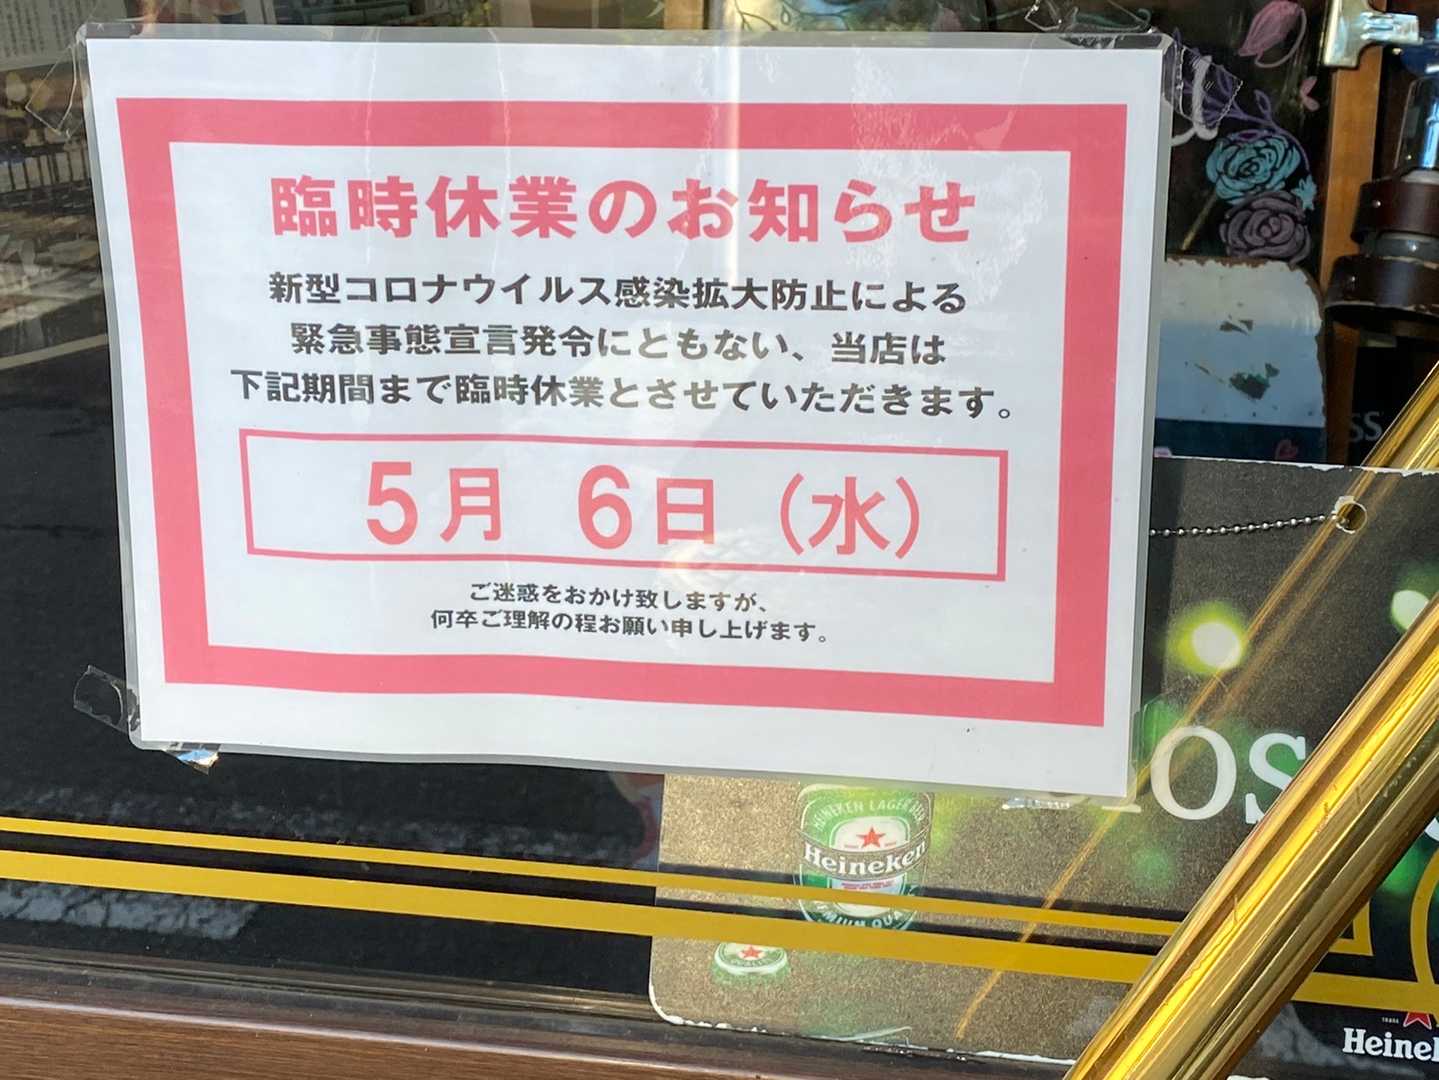 臨時休業のお知らせ
新型コロナウイルス感染拡大防止による
緊急事態宣言発令にともない、当店は
下記期間まで臨時休業とさせていただきます。
5月 6日（水）
ご迷惑をおかけ致しますが、
何卒ご理解の程お願い申し上げます。
HEINEKEN LAGER BEER
Heineken